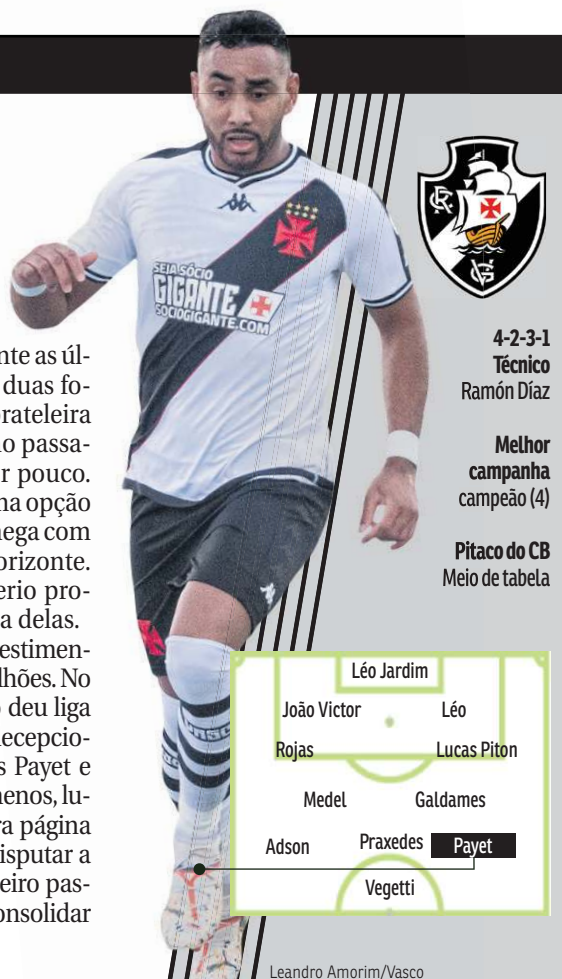 nte as úl-
duas fo-
rateleira
o passa-
r pouco.
na opção
nega com
orizonte.
erio pro-
a delas.
estimen-
lhões. No
o deu liga
decepcio-
s Payet e
menos, lu-
ra página
disputar a
eiro pas-
onsolidar
SEJA SÓCIO
GIGANTE
SOCIOGIGANTE.COM
4-2-3-1
Técnico
Ramón Díaz
Melhor
campanha
campeão (4)
Pitaco do CB
Meio de tabela
Léo Jardim
João Victor Léo
Rojas Lucas Piton
Medel Galdames
Adson Praxedes Payet
Vegetti
Leandro Amorim/Vasco